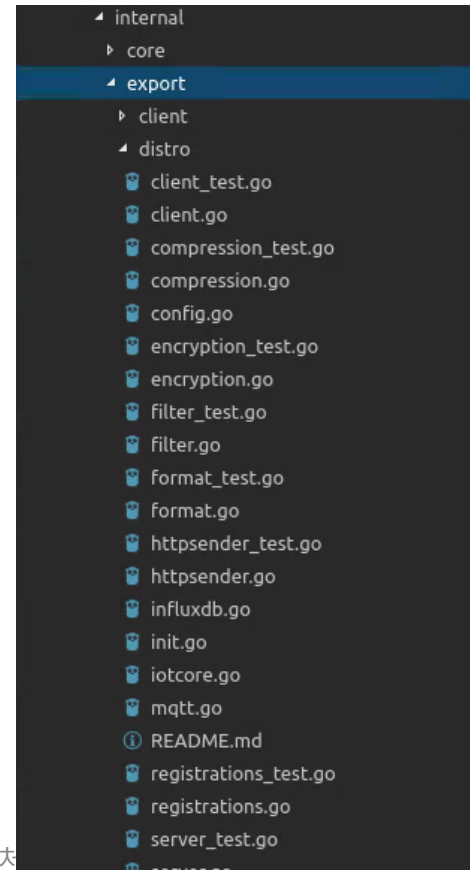 internal
core
export
client
distro
client_test.go
client.go
compression_test.go
compression.go
config.go
encryption_test.go
encryption.go
filter_test.go
filter.go
format_test.go
format.go
httpsender_test.go
httpsender.go
influxdb.go
init.go
iotcore.go
mqtt.go
README.md
registrations_test.go
registrations.go
server_test.go